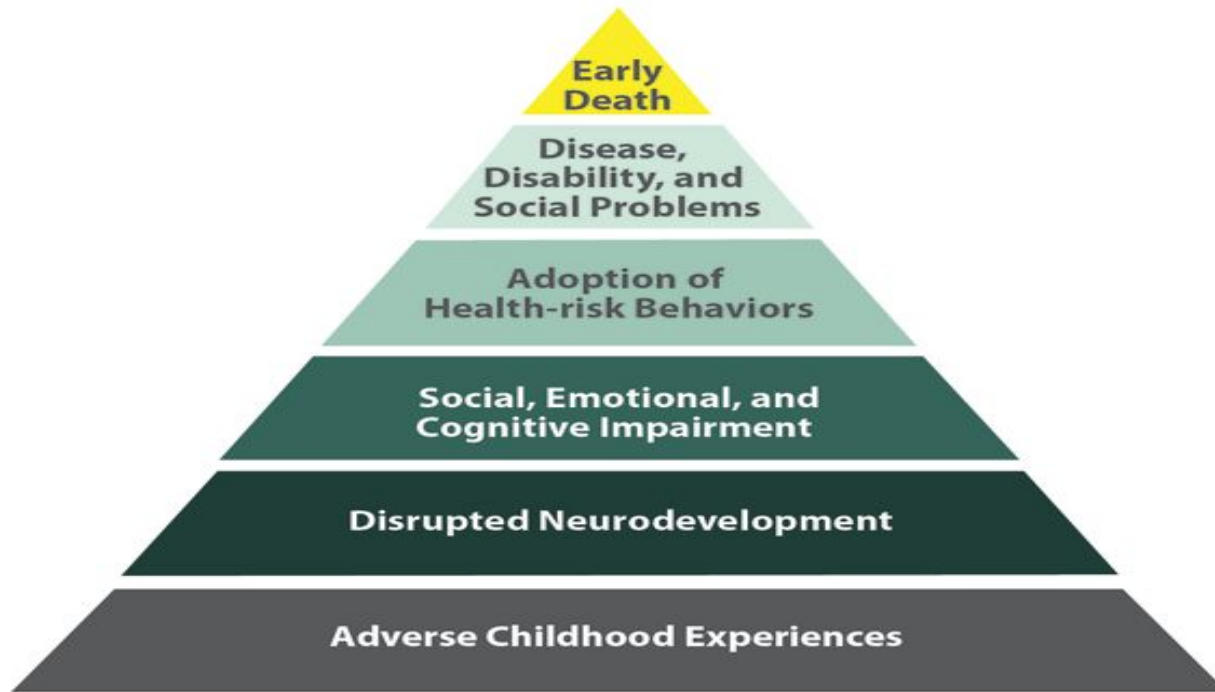 Early
Death
Disease,
Disability, and
Social Problems
Adoption of
Health-risk Behaviors
Social, Emotional, and
Cognitive Impairment
Disrupted Neurodevelopment
Adverse Childhood Experiences